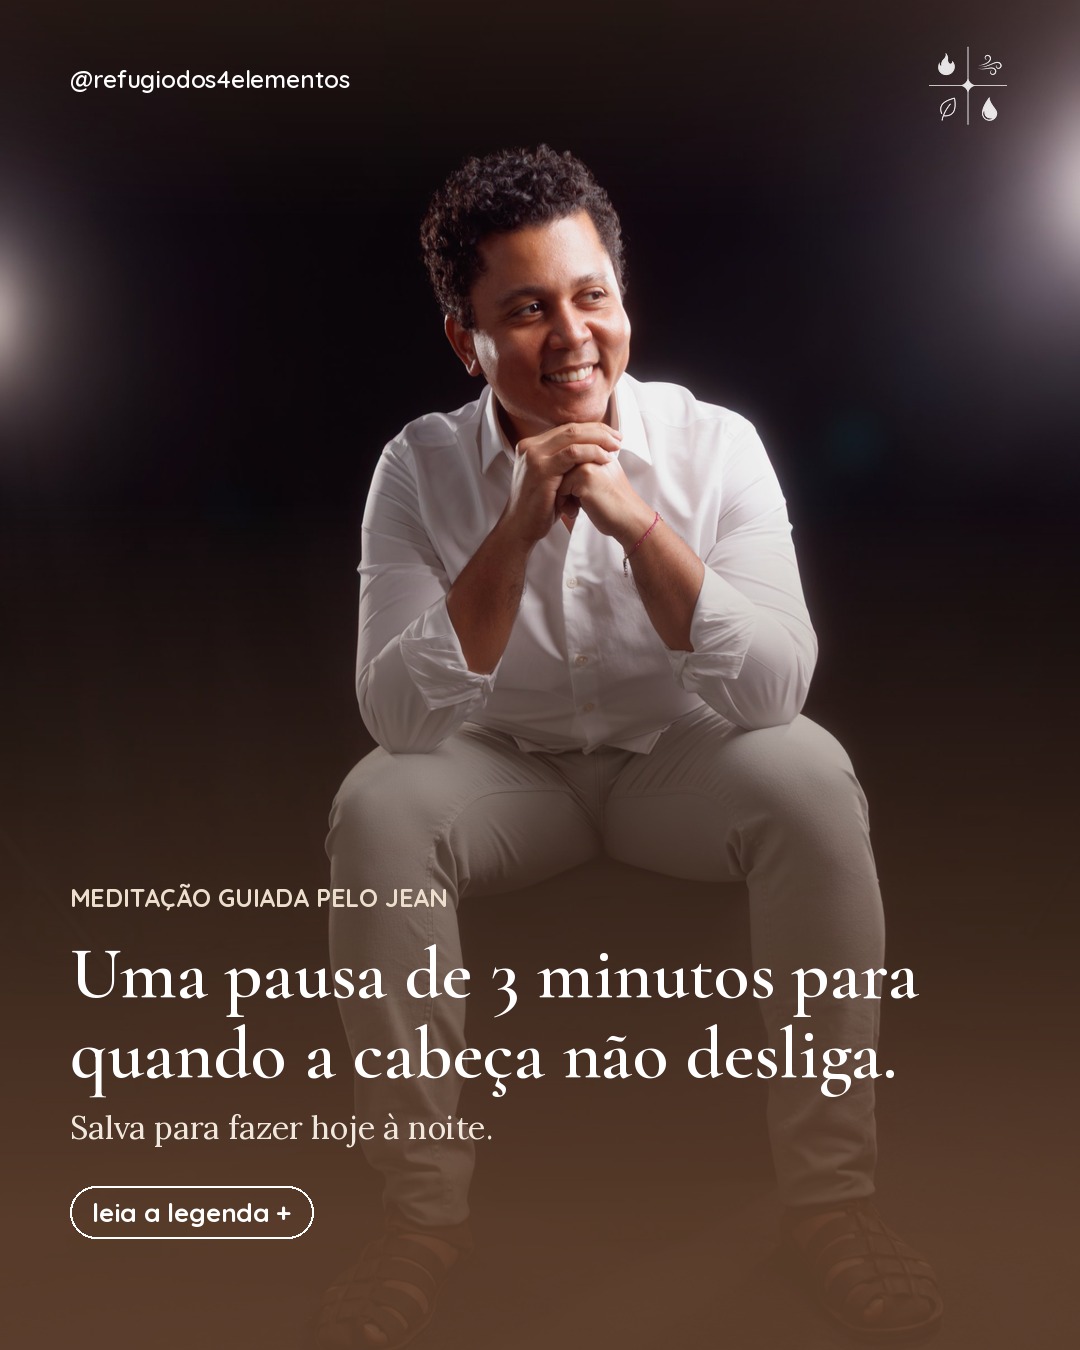 @refugiodos4elementos
MEDITAÇÃO GUIADA PELO JEAN
Uma pausa de 3 minutos para
quando a cabeça não desliga.
Salva para fazer hoje à noite.
leia a legenda +